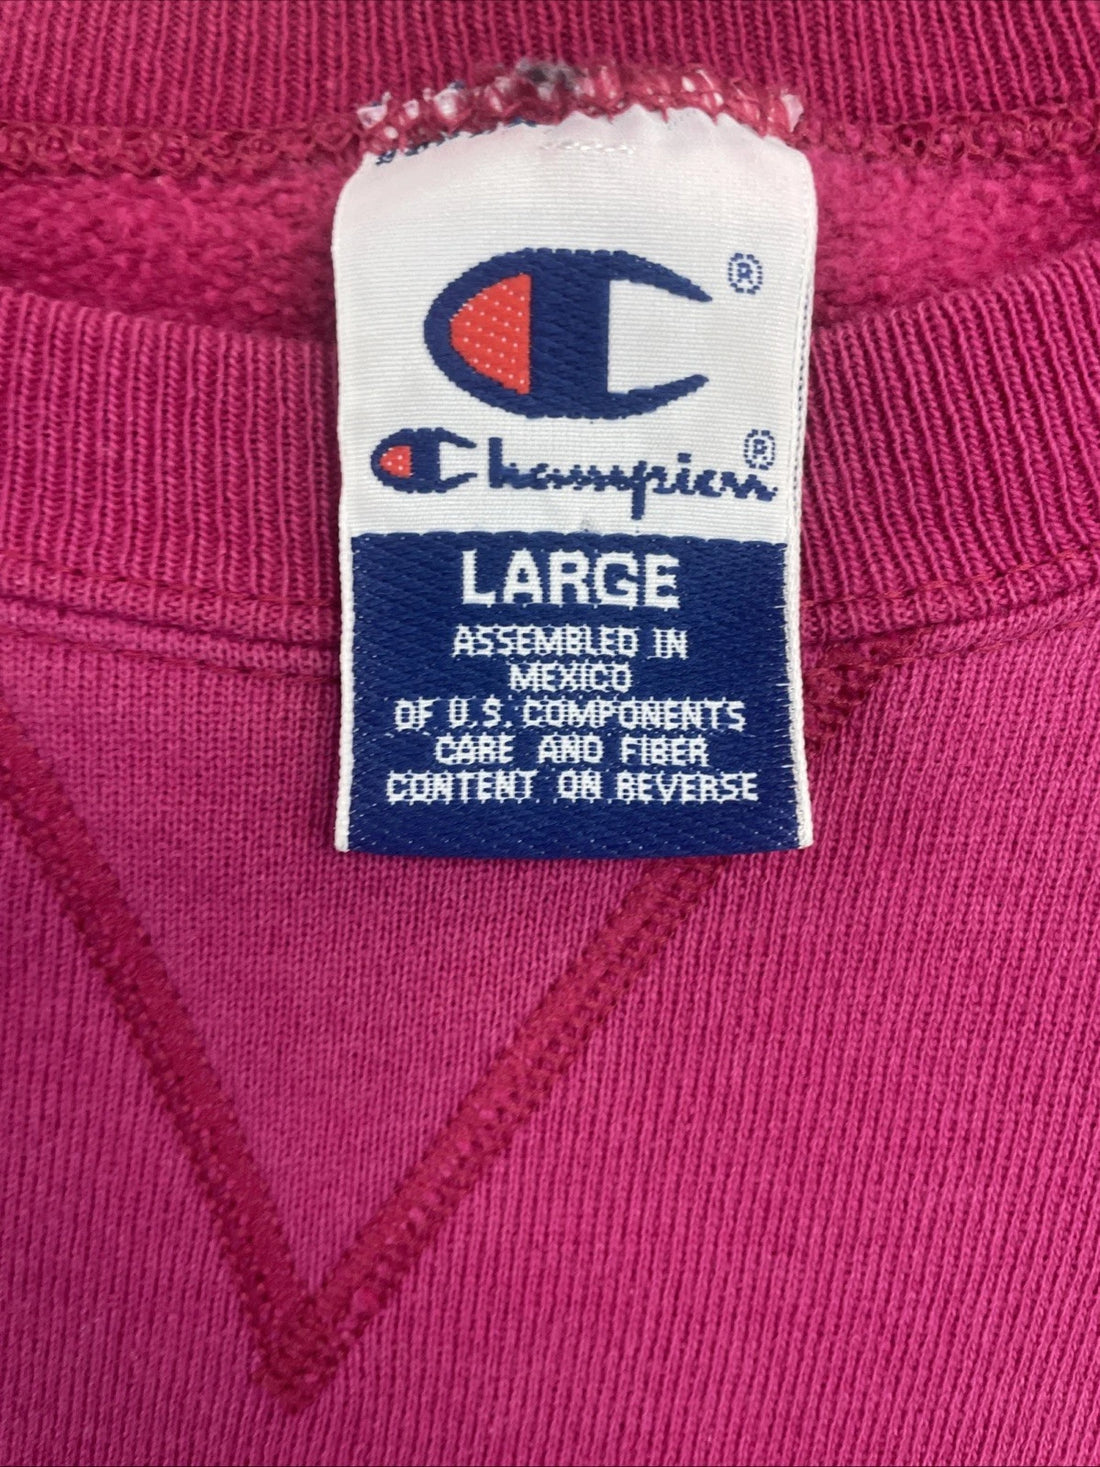 ®
Champion®
LARGE
ASSEMBLED IN
MEXICO
OF U.S. COMPONENTS
CARE AND FIBER
CONTENT ON REVERSE